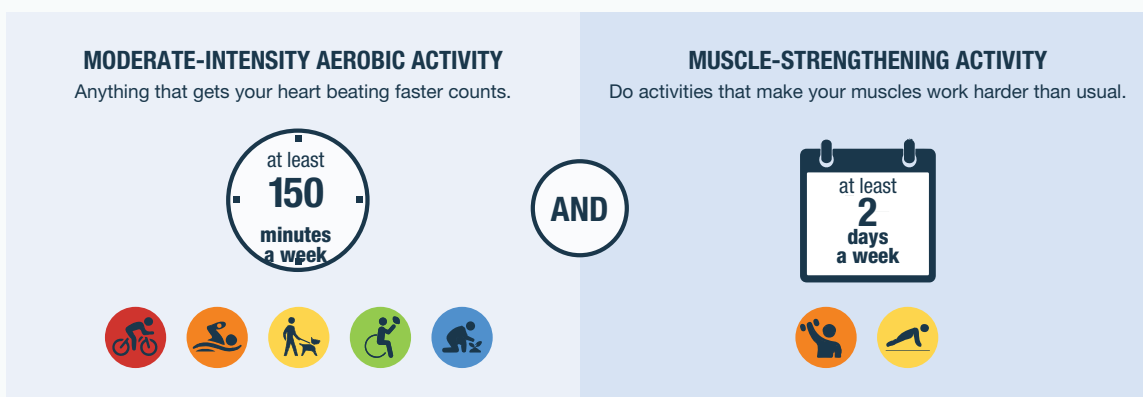 MODERATE-INTENSITY AEROBIC ACTIVITY
Anything that gets your heart beating faster counts.
at least
150
minutes
a week
AND
MUSCLE-STRENGTHENING ACTIVITY
Do activities that make your muscles work harder than usual.
at least
2
days
a week